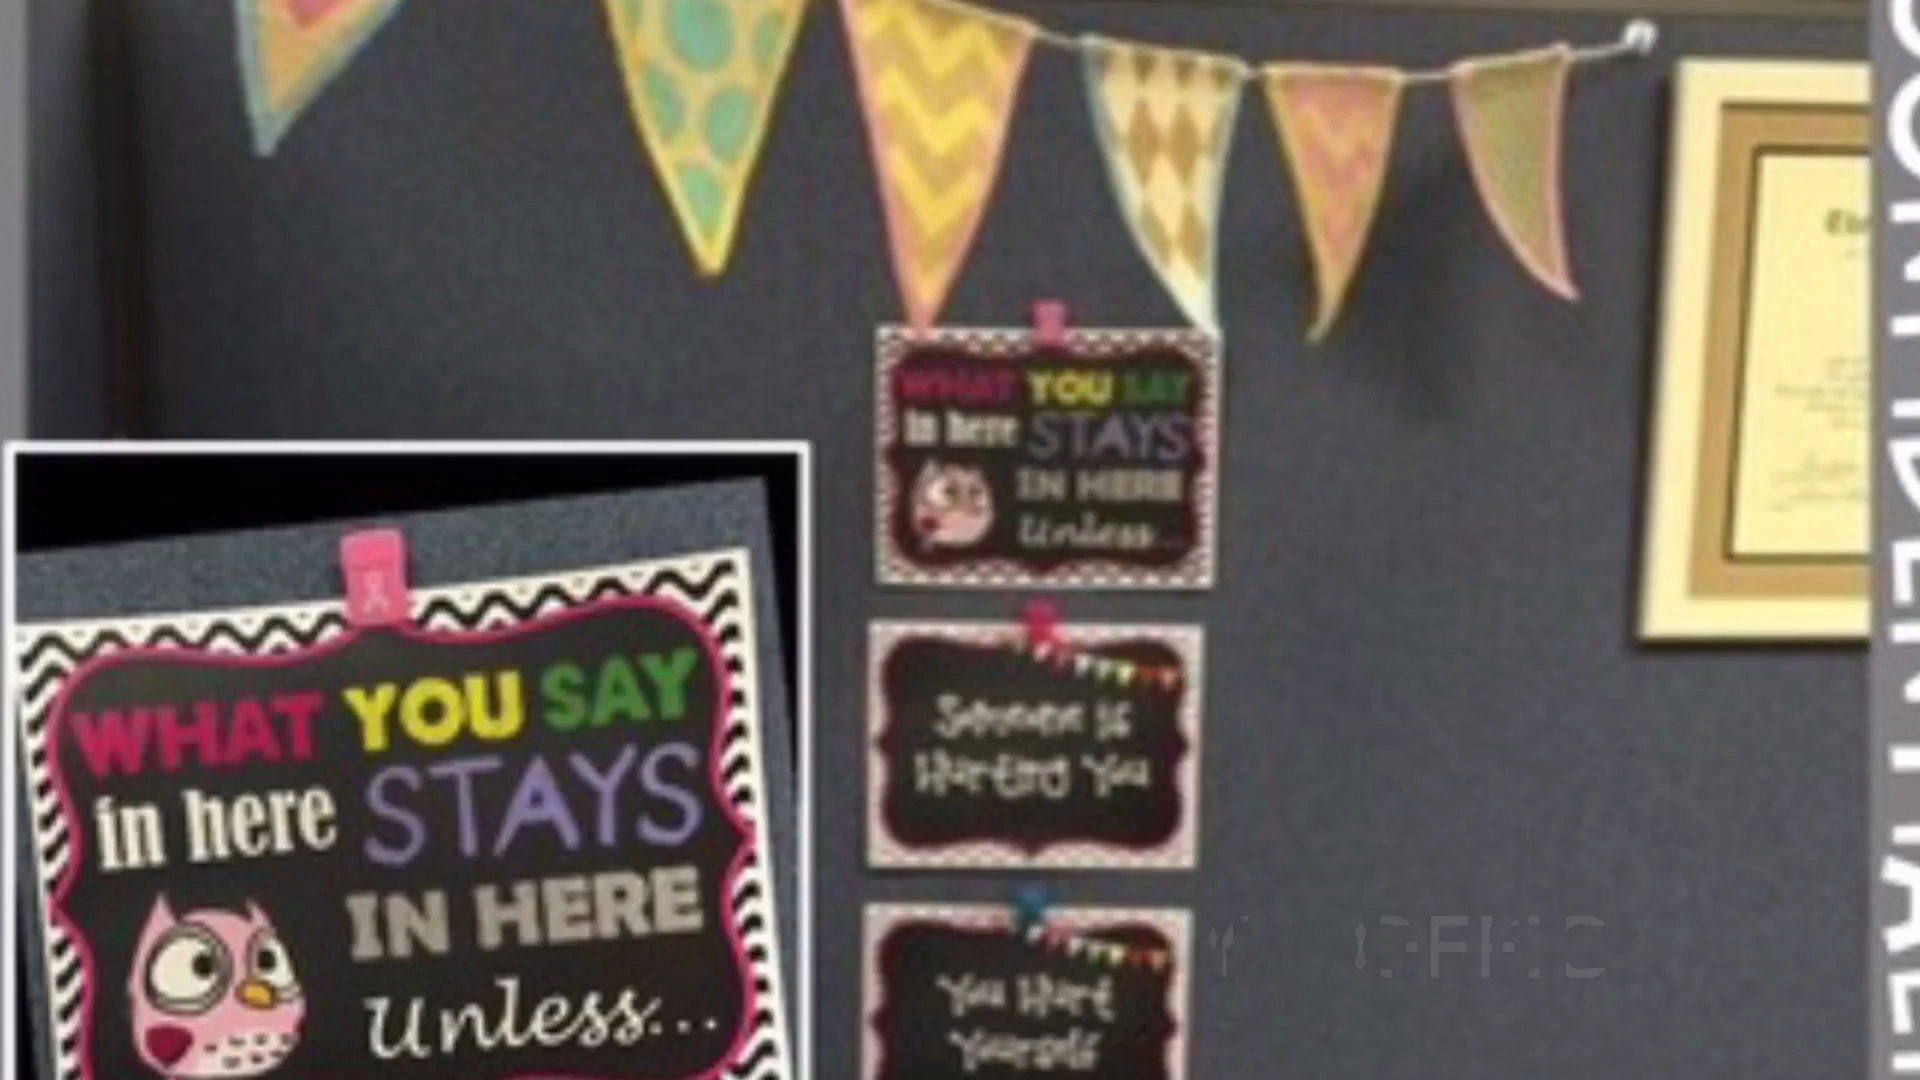 WHAT YOU SAY
in here STAYS
IN HERE
Unless...
WHAT YOU SAY
in here STAYS
IN HERE
Unless...
Someone is
Hurting You
You Hurt
Yourself